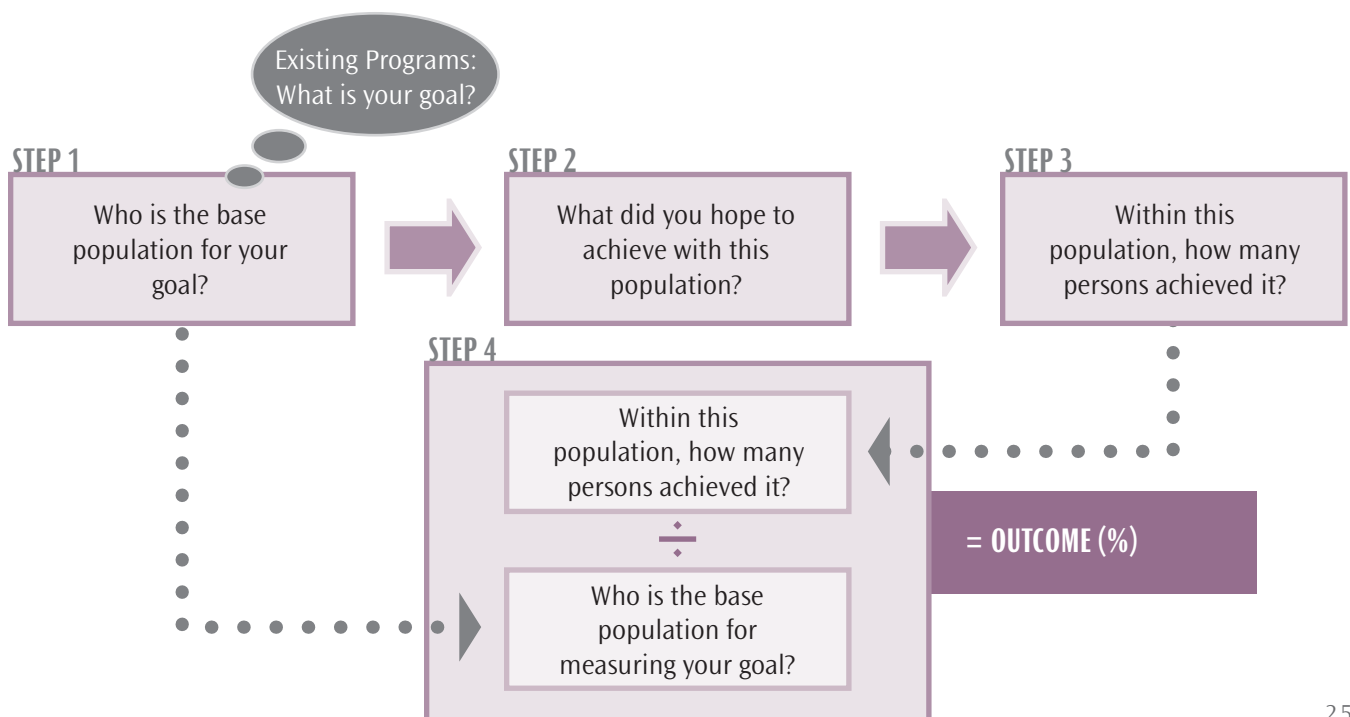 Existing Programs:
What is your goal?
STEP 1
Who is the base
population for your
goal?
STEP 2
What did you hope to
achieve with this
population?
STEP 3
Within this
population, how many
persons achieved it?
STEP 4
Within this
population, how many
persons achieved it?
÷
Who is the base
population for
measuring your goal?
= OUTCOME (%)
25